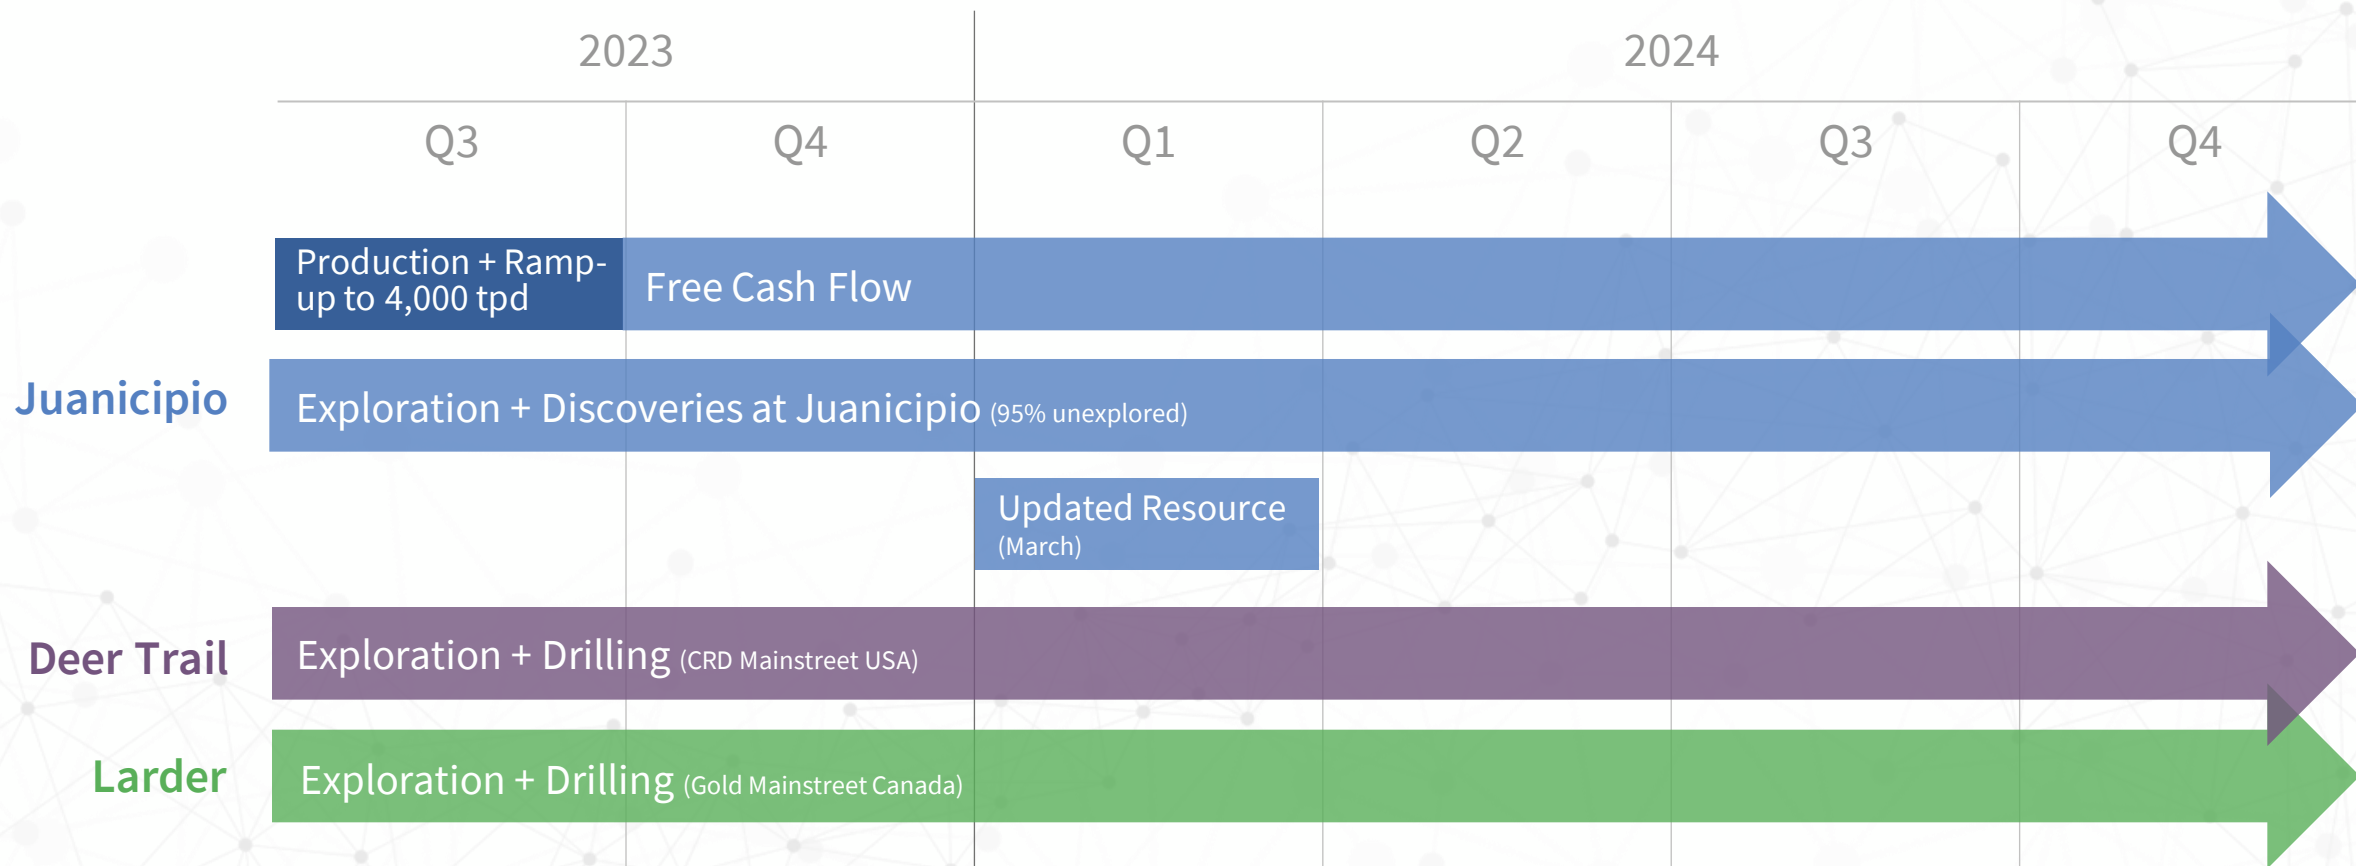 2023
2024
Q3
Q4
Q1
Q2
Q3
Q4
Production + Ramp-
up to 4,000 tpd
Free Cash Flow
Juanicipio
Exploration + Discoveries at Juanicipio (95% unexplored)
Updated Resource
(March)
Deer Trail
Exploration + Drilling (CRD Mainstreet USA)
Larder
Exploration + Drilling (Gold Mainstreet Canada)